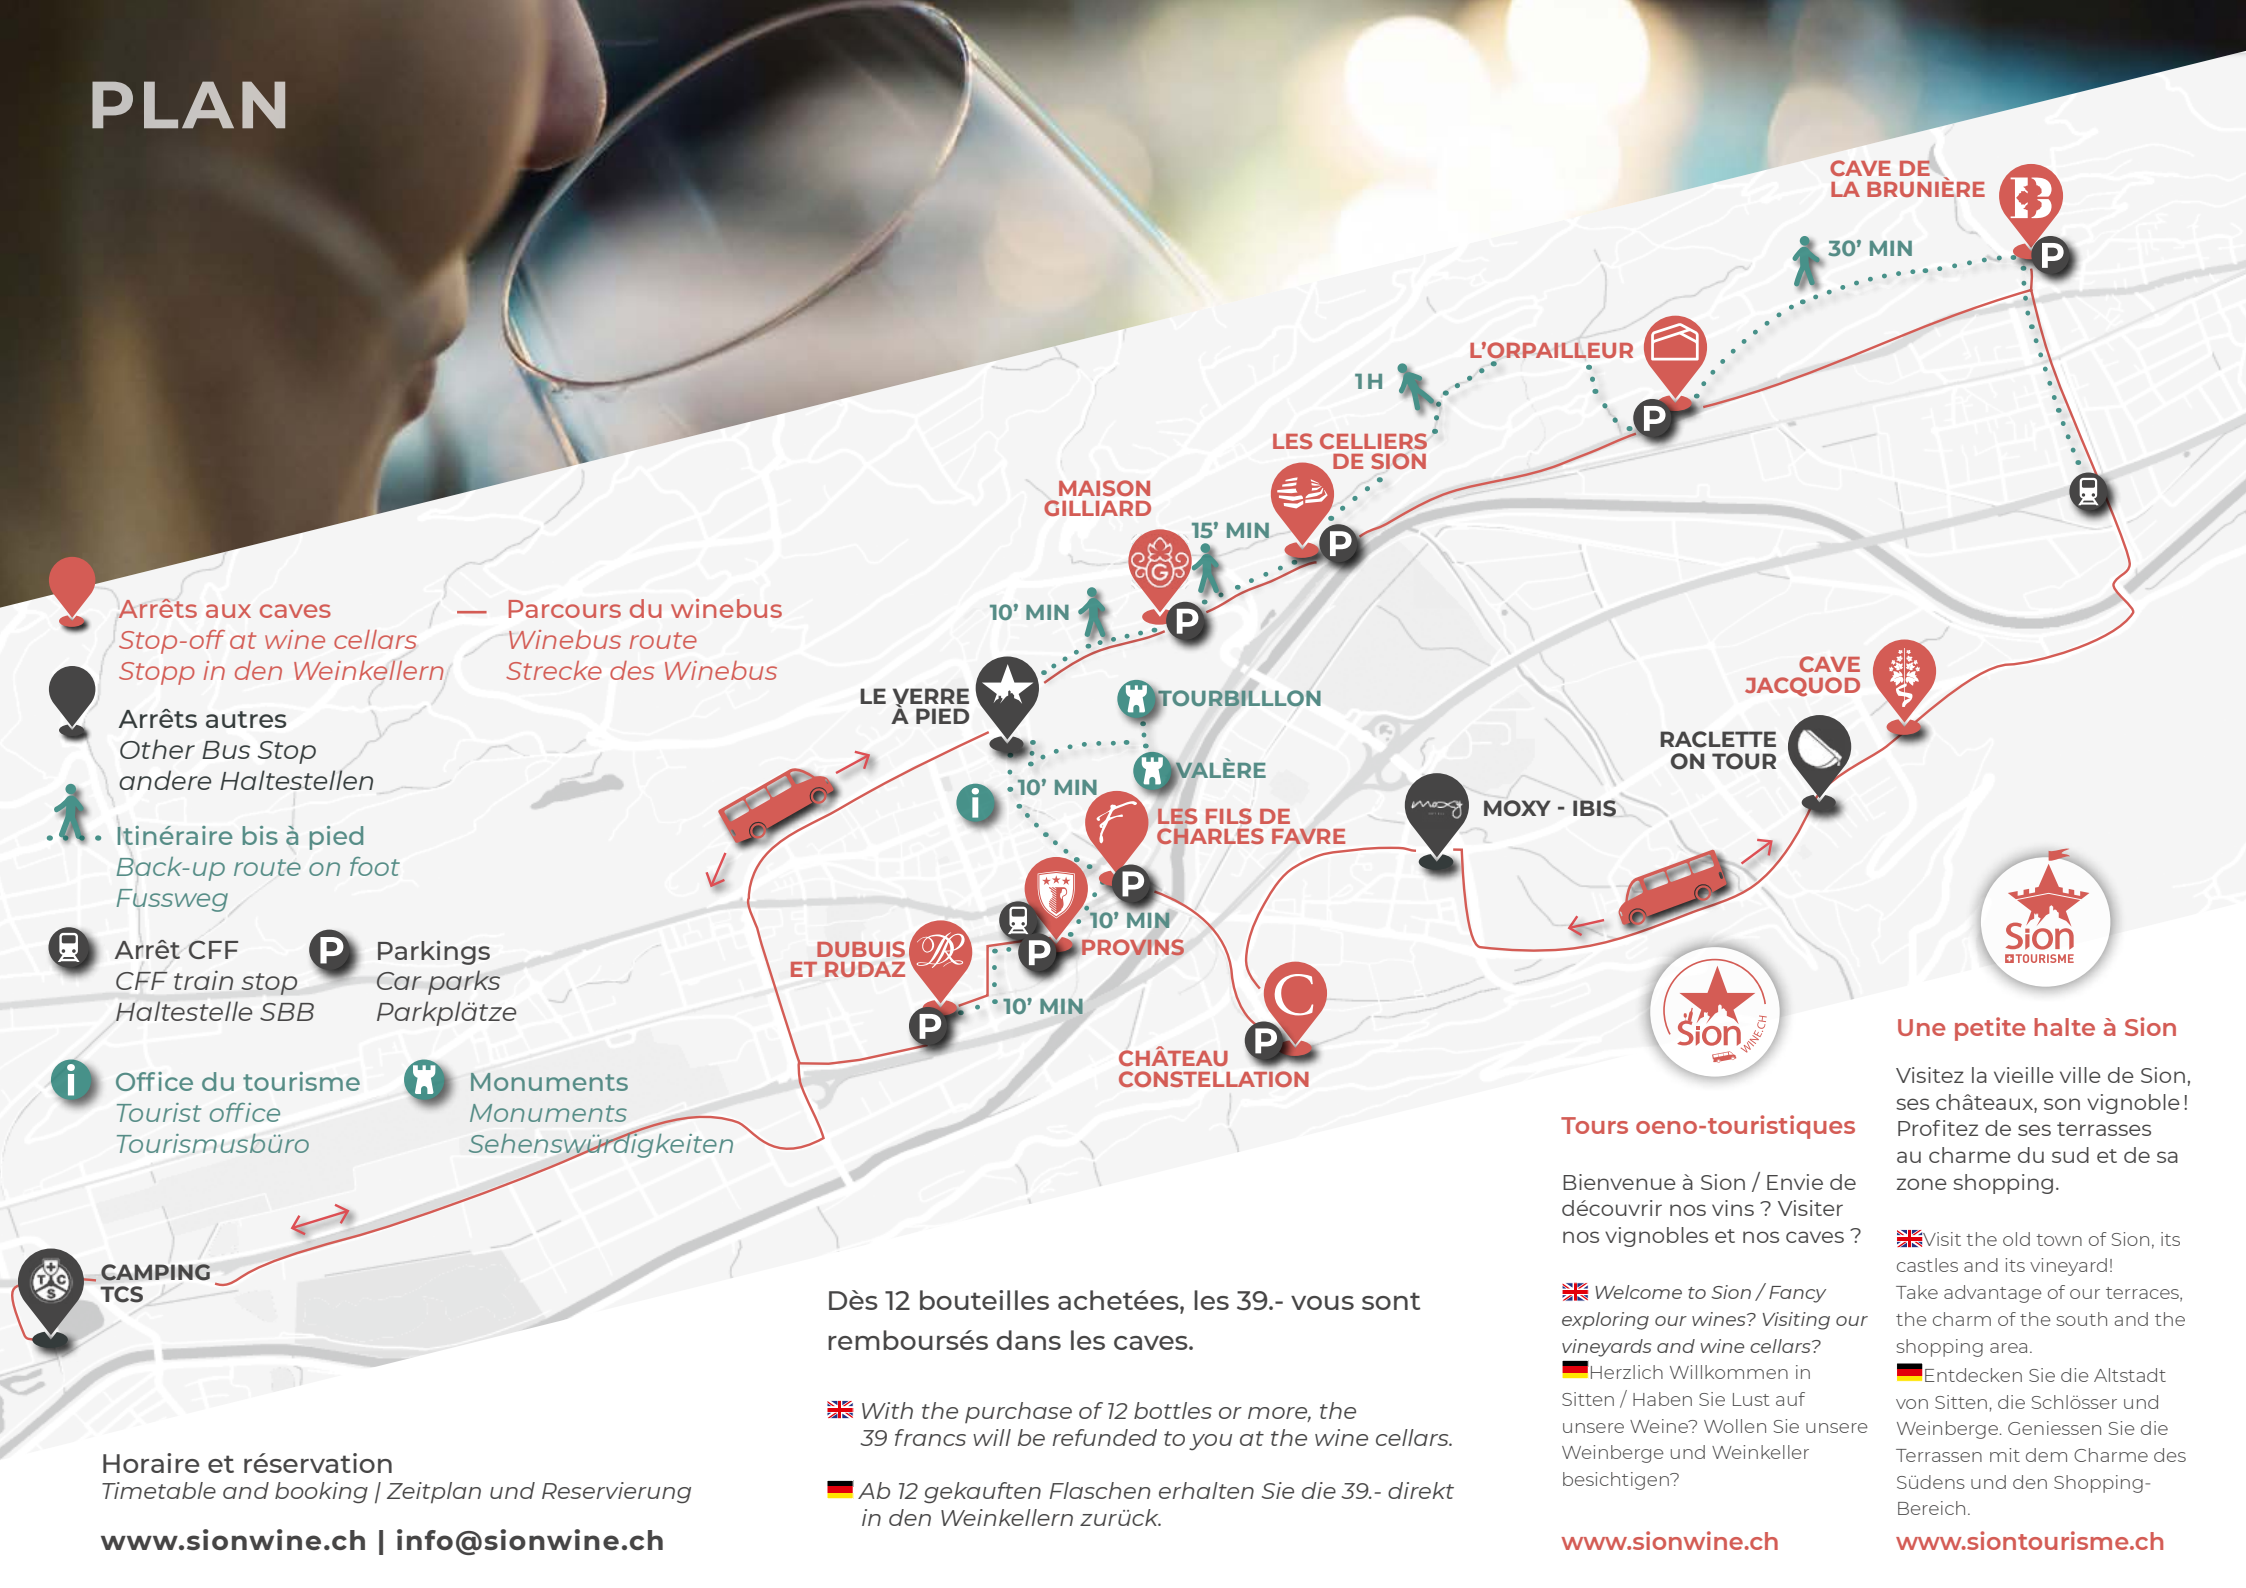 PLAN
CAVE DE
LA BRUNIÈRE
B
P
30’ MIN
L’ORPAILLEUR
P
1 H
LES CELLIERS
DE SION
P
MAISON
GILLIARD
G
15’ MIN
P
10’ MIN
LE VERRE
À PIED
TOURBILLLON
VALÈRE
10’ MIN
i
LES FILS DE
CHARLES FAVRE
F
P
10’ MIN
PROVINS
P
DUBUIS
ET RUDAZ
DR
10’ MIN
P
CHÂTEAU
CONSTELLATION
C
P
moxy
MOXY - IBIS
RACLETTE
ON TOUR
CAVE
JACQUOD
Arrêts aux caves
Stop-off at wine cellars
Stopp in den Weinkellern
Parcours du winebus
Winebus route
Strecke des Winebus
Arrêts autres
Other Bus Stop
andere Haltestellen
Itinéraire bis à pied
Back-up route on foot
Fussweg
Arrêt CFF
CFF train stop
Haltestelle SBB
P
Parkings
Car parks
Parkplätze
i
Office du tourisme
Tourist office
Tourismusbüro
Monuments
Monuments
Sehenswürdigkeiten
TCS
CAMPING
TCS
Horaire et réservation
Timetable and booking | Zeitplan und Reservierung
www.sionwine.ch | info@sionwine.ch
Dès 12 bouteilles achetées, les 39.- vous sont
remboursés dans les caves.
With the purchase of 12 bottles or more, the
39 francs will be refunded to you at the wine cellars.
Ab 12 gekauften Flaschen erhalten Sie die 39.- direkt
in den Weinkellern zurück.
Sion
WINE.CH
Tours oeno-touristiques
Bienvenue à Sion / Envie de
découvrir nos vins ? Visiter
nos vignobles et nos caves ?
Welcome to Sion / Fancy
exploring our wines? Visiting our
vineyards and wine cellars?
Herzlich Willkommen in
Sitten / Haben Sie Lust auf
unsere Weine? Wollen Sie unsere
Weinberge und Weinkeller
besichtigen?
www.sionwine.ch
Sion
TOURISME
Une petite halte à Sion
Visitez la vieille ville de Sion,
ses châteaux, son vignoble !
Profitez de ses terrasses
au charme du sud et de sa
zone shopping.
Visit the old town of Sion, its
castles and its vineyard!
Take advantage of our terraces,
the charm of the south and the
shopping area.
Entdecken Sie die Altstadt
von Sitten, die Schlösser und
Weinberge. Geniessen Sie die
Terrassen mit dem Charme des
Südens und den Shopping-
Bereich.
www.siontourisme.ch